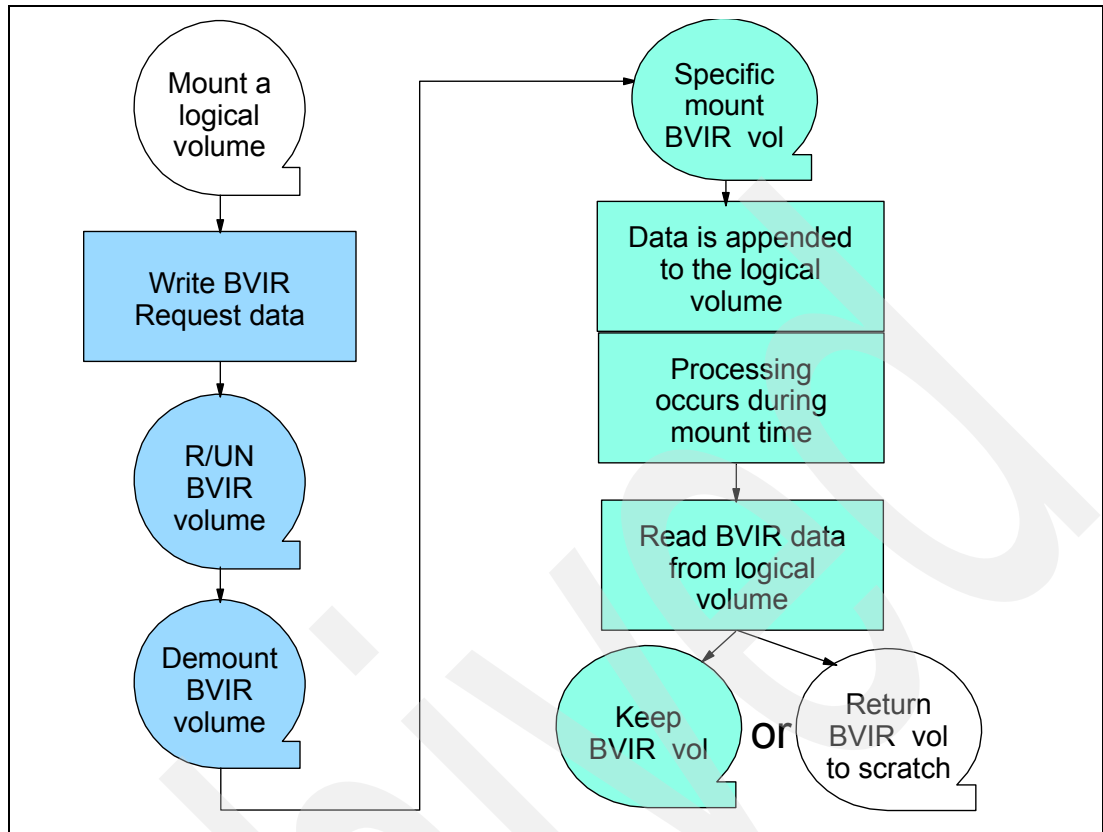 Mount a
logical
volume
Write BVIR
Request data
R/UN
BVIR
volume
Demount
BVIR
volume
Specific
mount
BVIR vol
Data is appended
to the logical
volume
Processing
occurs during
mount time
Read BVIR data
from logical
volume
Keep
BVIR vol
or
Return
BVIR vol
to scratch